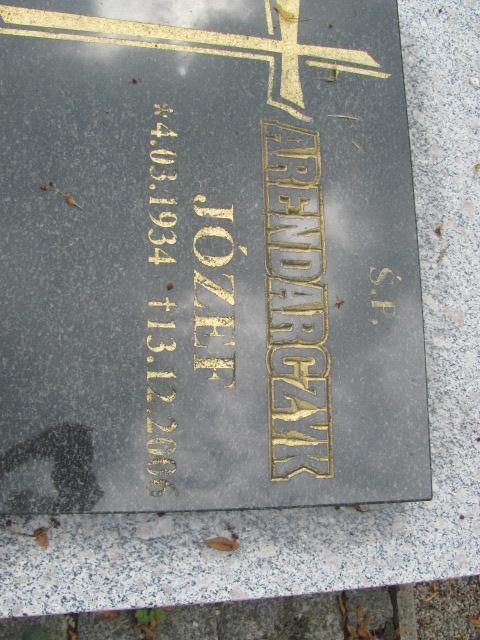 Ś.P.
ARENDARCZYK
JÓZEF
*4.03.1934 †13.12.2006